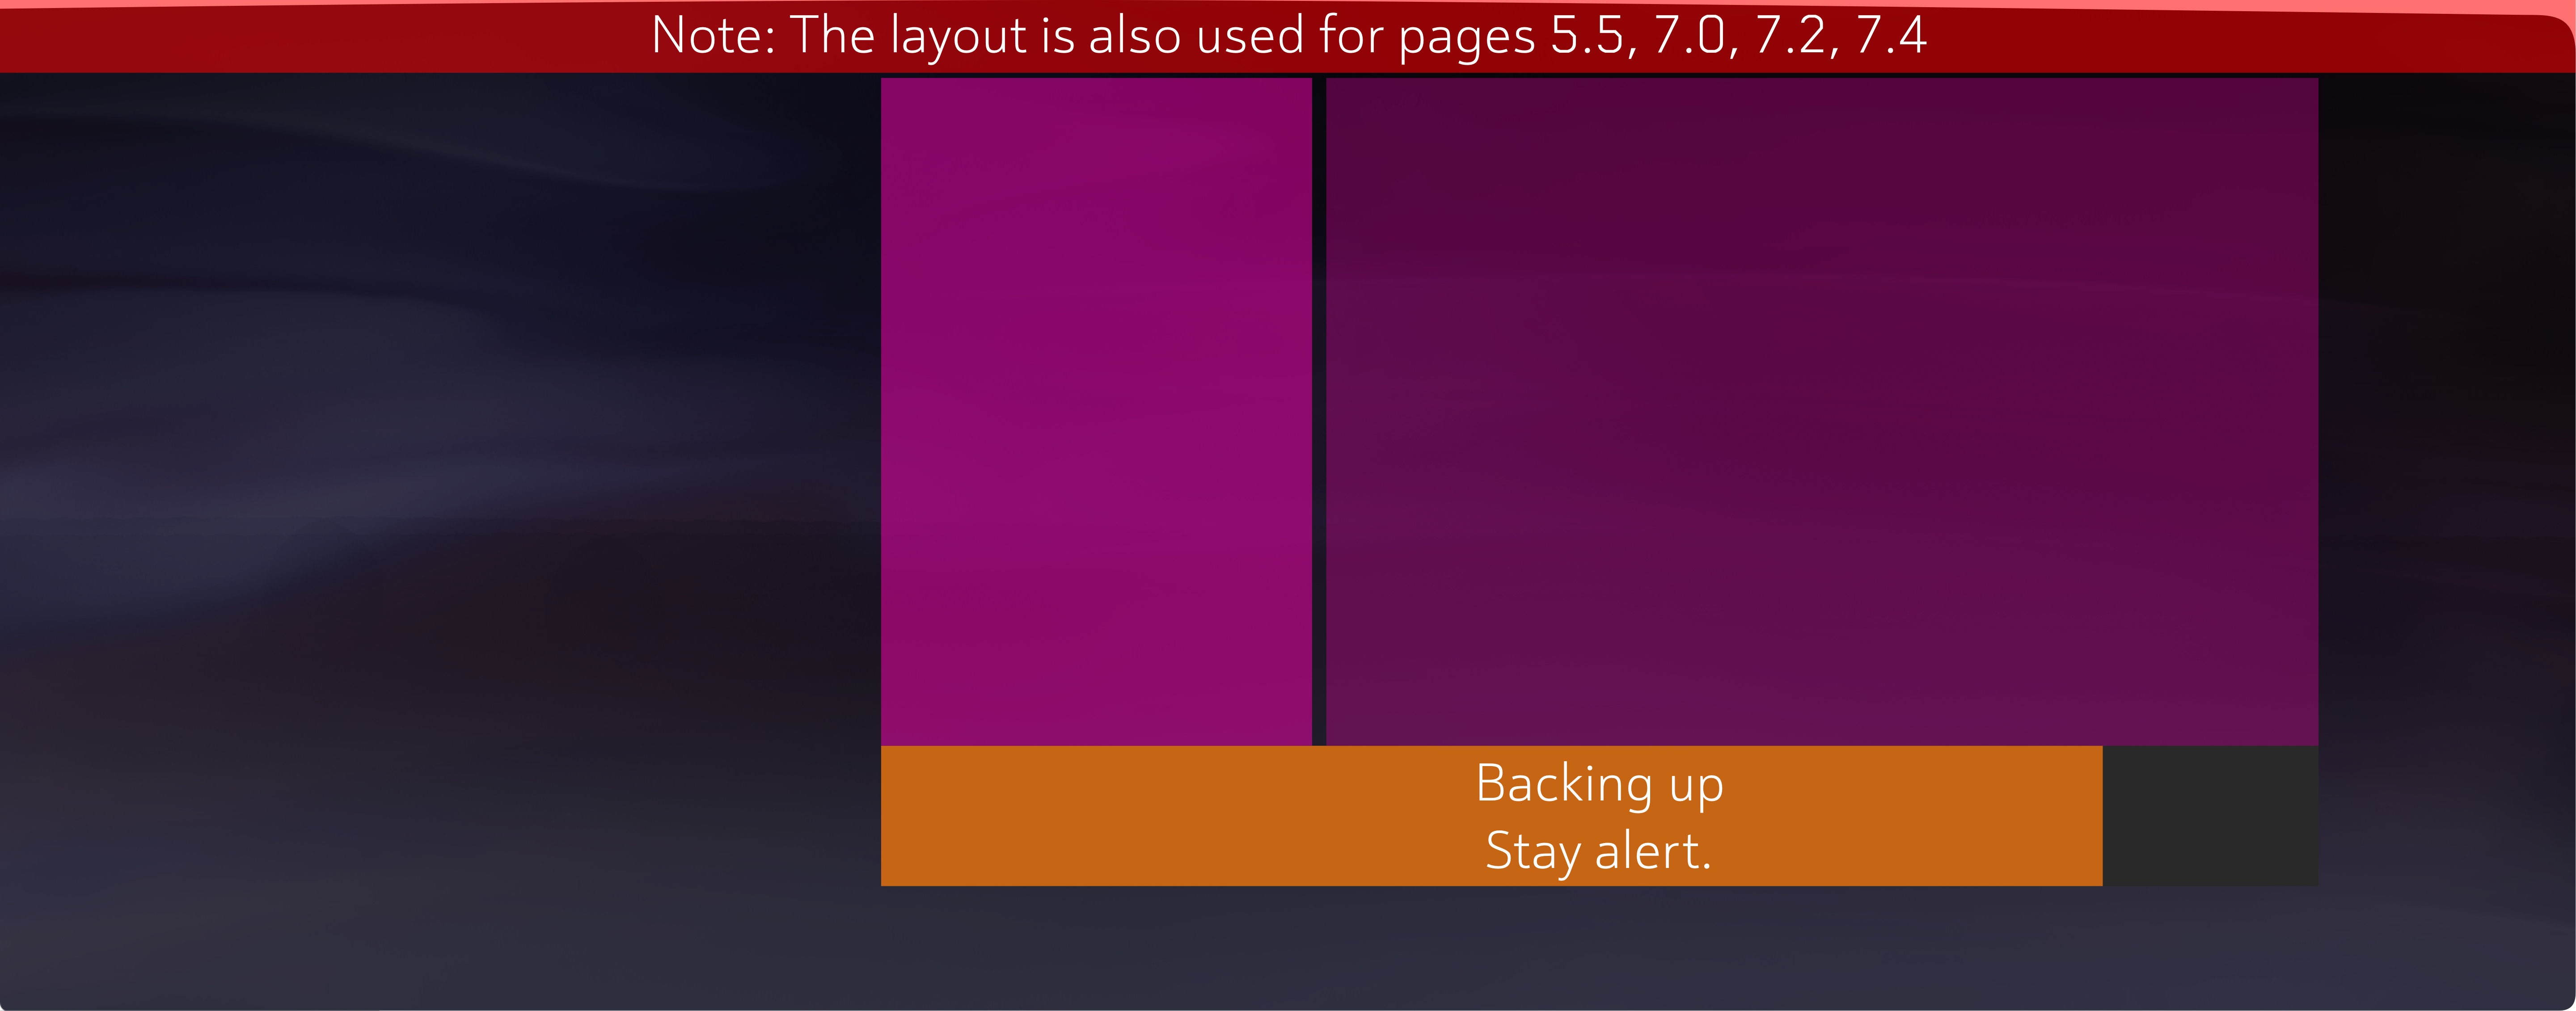 Note: The layout is also used for pages 5.5, 7.0, 7.2, 7.4
Backing up
Stay alert.